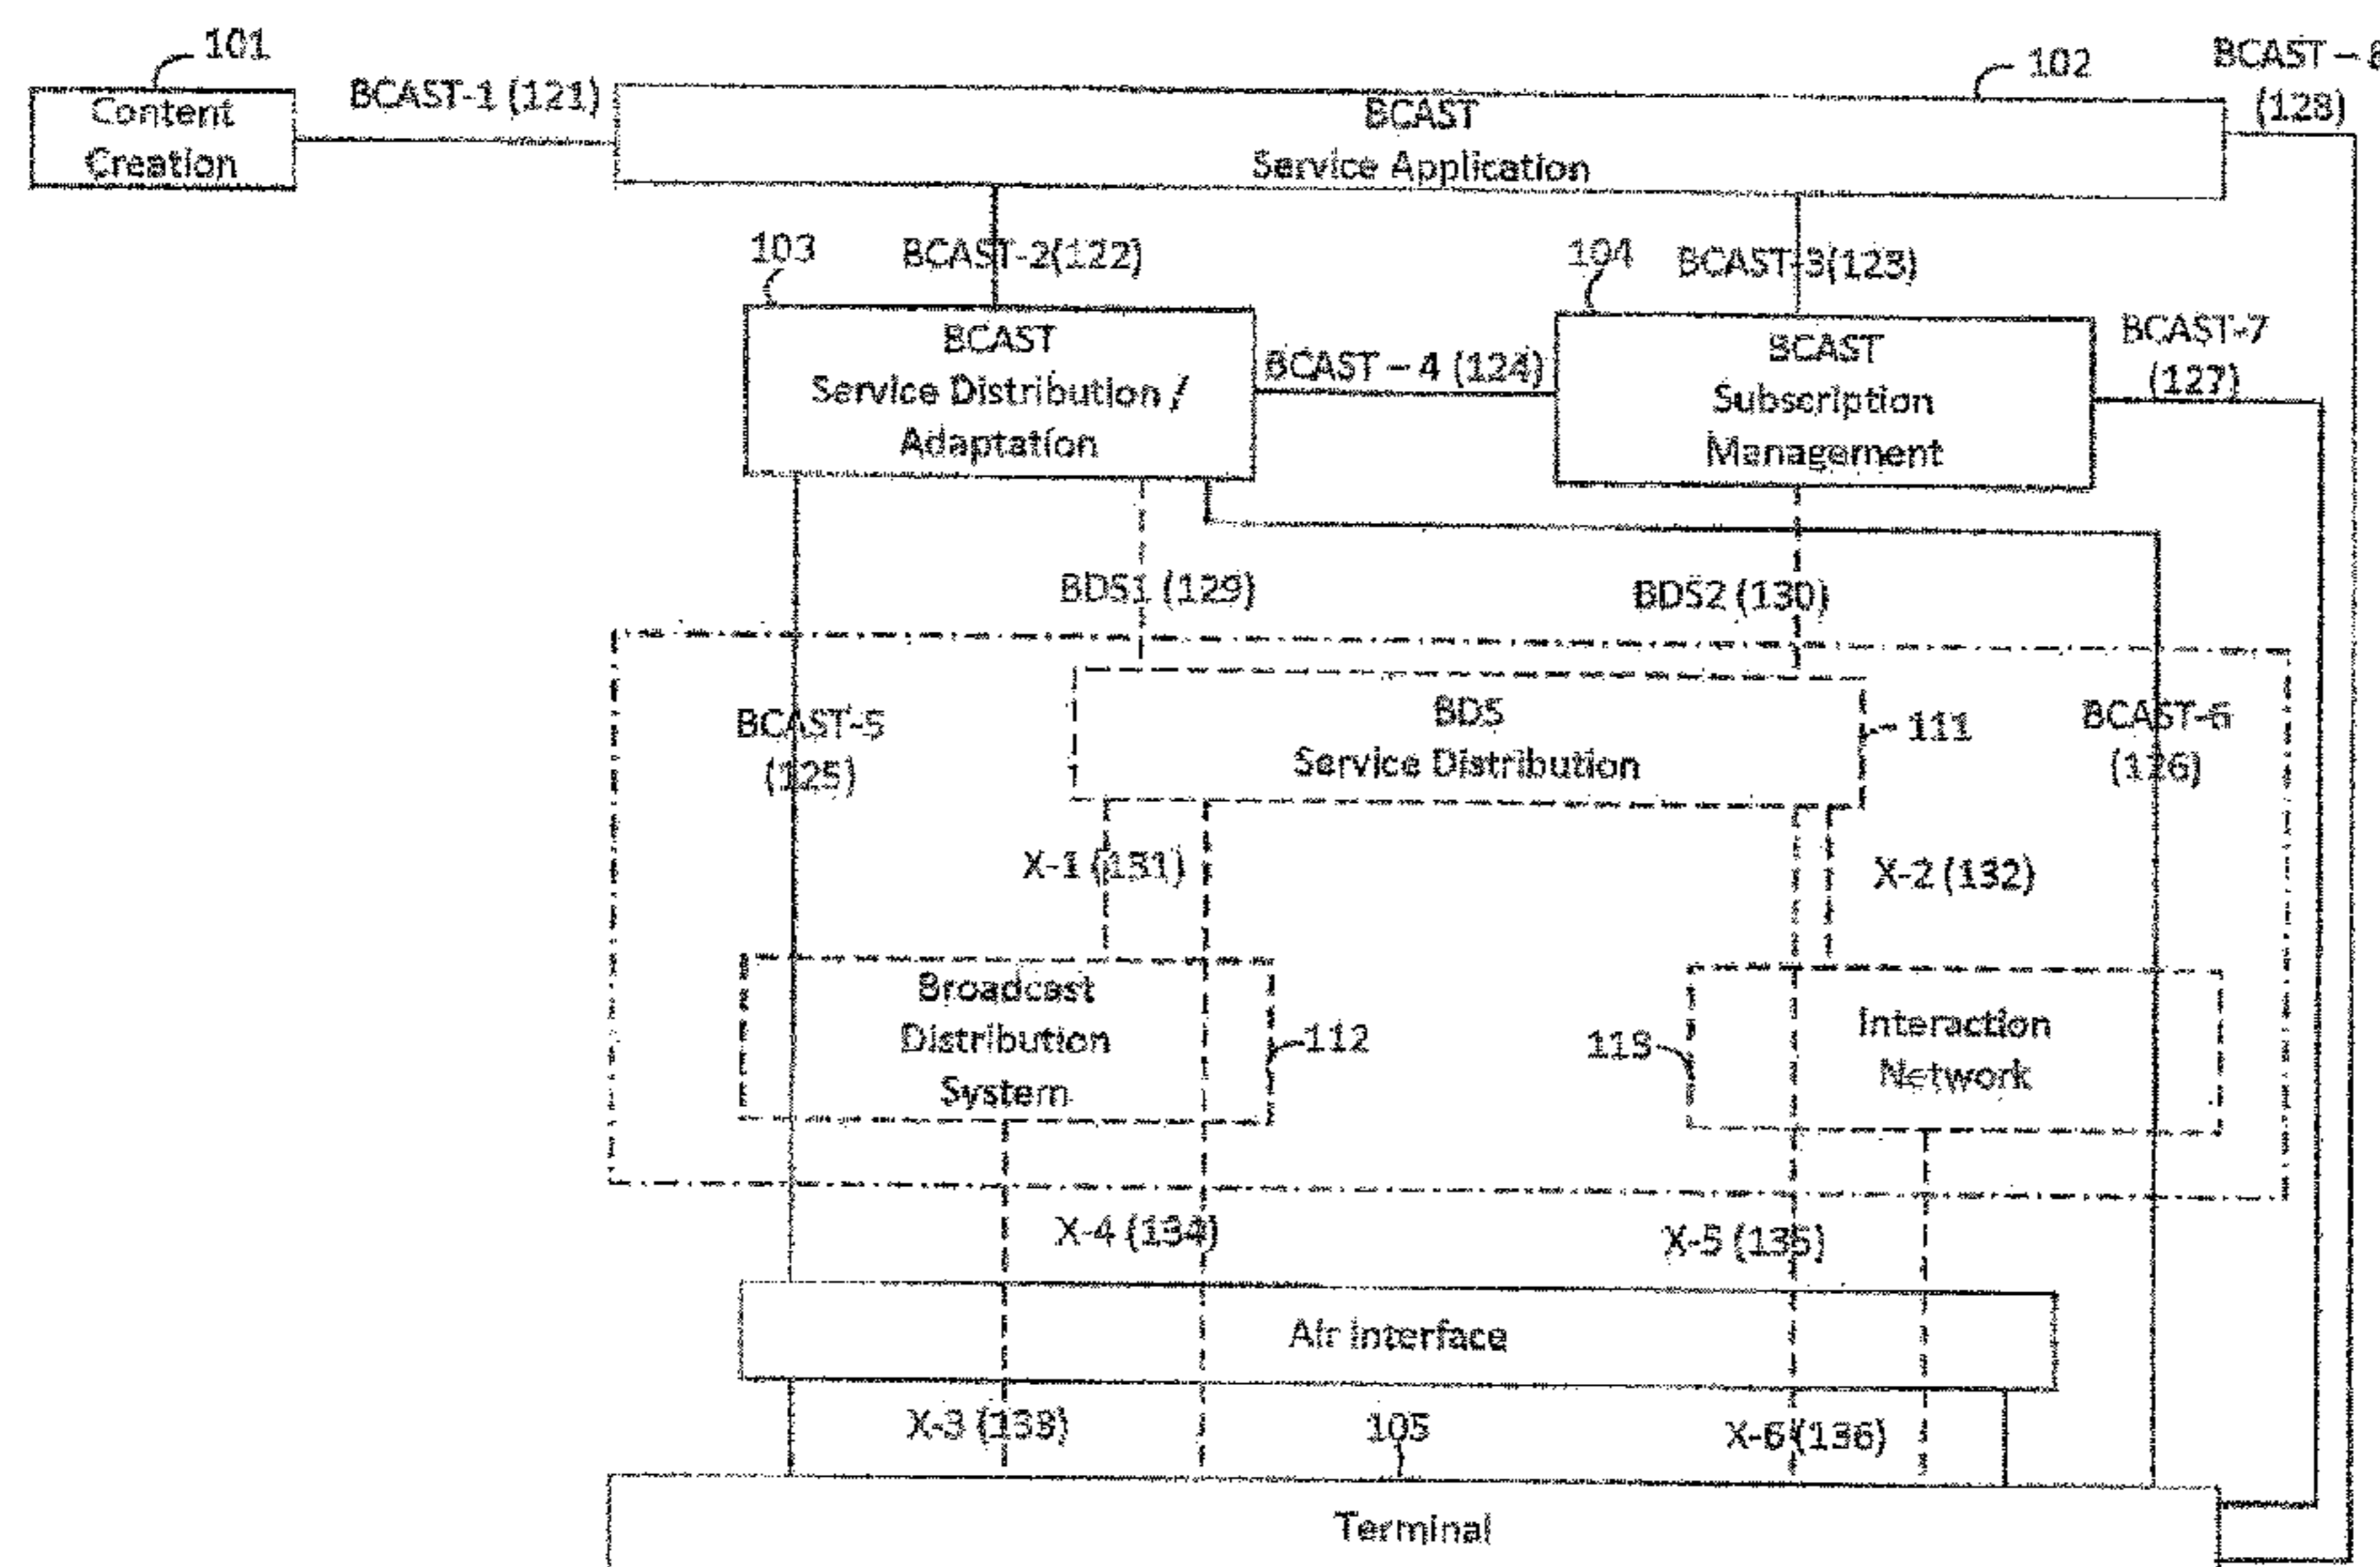 101
102
BCAST – 8
(128)
Content
Creation
BCAST-1 (121)
BCAST
Service Application
103
BCAST-2(122)
104
BCAST-3(123)
BCAST
Service Distribution /
Adaptation
BCAST – 4 (124)
BCAST
Subscription
Management
BCAST-7
(127)
BDS1 (129)
BDS2 (130)
BCAST-5
(125)
BDS
Service Distribution
111
BCAST-6
(126)
X-1 (131)
X-2 (132)
Broadcast
Distribution
System
112
113
Interaction
Network
X-4 (134)
X-5 (135)
Air Interface
X-3 (133)
105
X-6 (136)
Terminal